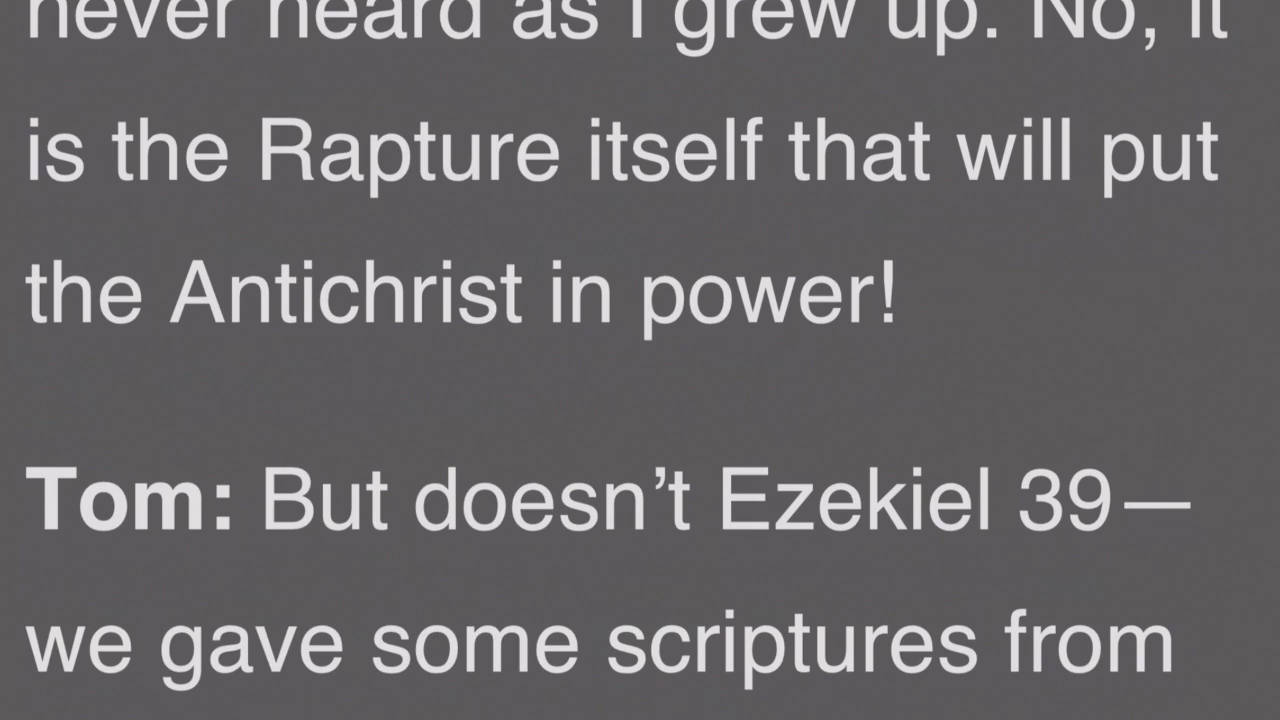 never heard as I grew up. No, it
is the Rapture itself that will put
the Antichrist in power!
Tom: But doesn’t Ezekiel 39—
we gave some scriptures from